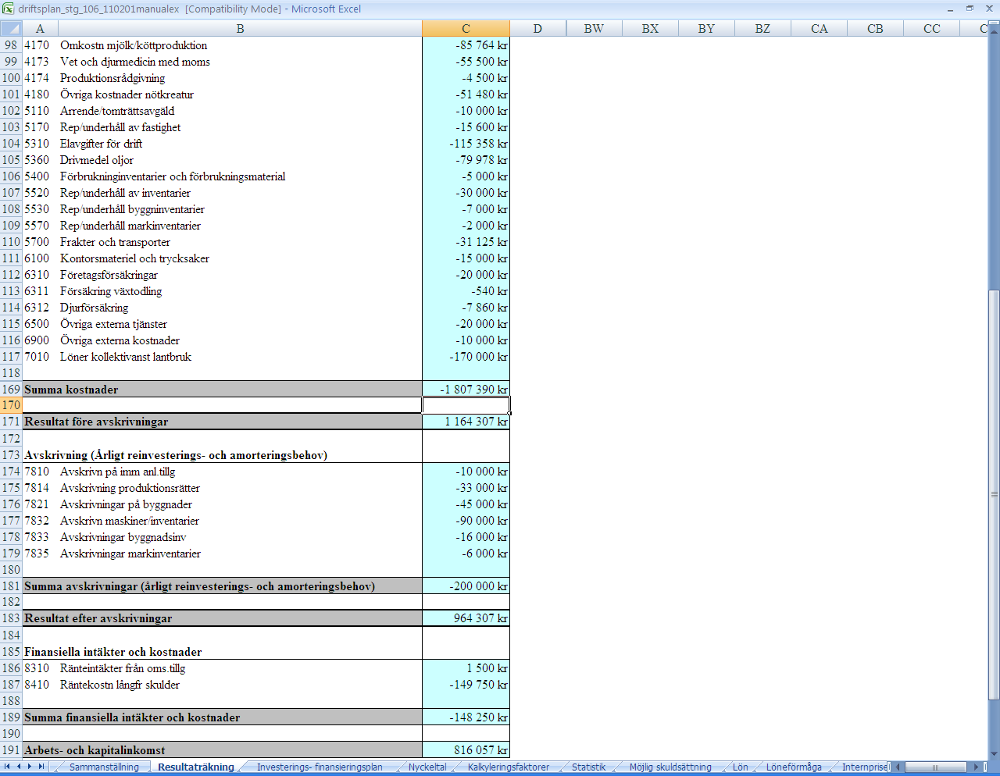 driftsplan_stg_106_110201manualex [Compatibility Mode] - Microsoft Excel
A B C D BW BX BY BZ CA CB CC C
98 4170 Omkostn mjölk/köttproduktion -85 764 kr
99 4173 Vet och djurmedicin med moms -55 500 kr
100 4174 Produktionsrådgivning -4 500 kr
101 4180 Övriga kostnader nötkreatur -51 480 kr
102 5110 Arrende/tomträttsavgäld -10 000 kr
103 5170 Rep/underhåll av fastighet -15 600 kr
104 5310 Elavgifter för drift -115 358 kr
105 5360 Drivmedel oljor -79 978 kr
106 5400 Förbrukninginventarier och förbrukningsmaterial -5 000 kr
107 5520 Rep/underhåll av inventarier -30 000 kr
108 5530 Rep/underhåll byggninventarier -7 000 kr
109 5570 Rep/underhåll markinventarier -2 000 kr
110 5700 Frakter och transporter -31 125 kr
111 6100 Kontorsmateriel och trycksaker -15 000 kr
112 6310 Företagsförsäkringar -20 000 kr
113 6311 Försäkring växtodling -540 kr
114 6312 Djurförsäkring -7 860 kr
115 6500 Övriga externa tjänster -20 000 kr
116 6900 Övriga externa kostnader -10 000 kr
117 7010 Löner kollektivanst lantbruk -170 000 kr
118
169 Summa kostnader -1 807 390 kr
170
171 Resultat före avskrivningar 1 164 307 kr
172
173 Avskrivning (Årligt reinvesterings- och amorteringsbehov)
174 7810 Avskrivn på imm anl.tillg -10 000 kr
175 7814 Avskrivning produktionsrätter -33 000 kr
176 7821 Avskrivningar på byggnader -45 000 kr
177 7832 Avskrivn maskiner/inventarier -90 000 kr
178 7833 Avskrivningar byggnadsinv -16 000 kr
179 7835 Avskrivningar markinventarier -6 000 kr
180
181 Summa avskrivningar (årligt reinvesterings- och amorteringsbehov) -200 000 kr
182
183 Resultat efter avskrivningar 964 307 kr
184
185 Finansiella intäkter och kostnader
186 8310 Ränteintäkter från oms.tillg 1 500 kr
187 8410 Räntekostn långfr skulder -149 750 kr
188
189 Summa finansiella intäkter och kostnader -148 250 kr
190
191 Arbets- och kapitalinkomst 816 057 kr
Sammanställning Resultaträkning Investerings- finansieringsplan Nyckeltal Kalkyleringsfaktorer Statistik Möjlig skuldsättning Lön Löneförmåga Internprise